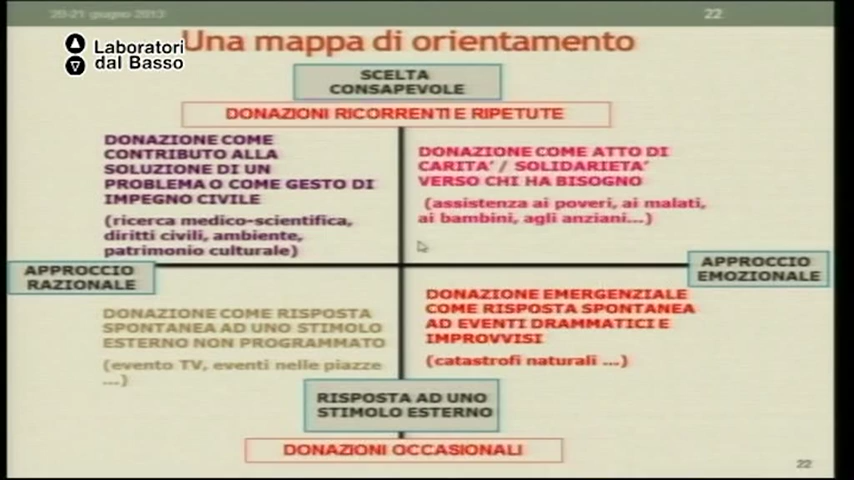 20-21 giugno 2013
22
Laboratori
dal Basso
Una mappa di orientamento
SCELTA
CONSAPEVOLE
DONAZIONI RICORRENTI E RIPETUTE
DONAZIONE COME
CONTRIBUTO ALLA
SOLUZIONE DI UN
PROBLEMA O COME GESTO DI
IMPEGNO CIVILE
(ricerca medico-scientifica,
diritti civili, ambiente,
patrimonio culturale)
DONAZIONE COME ATTO DI
CARITA' / SOLIDARIETA'
VERSO CHI HA BISOGNO
(assistenza ai poveri, ai malati,
ai bambini, agli anziani...)
APPROCCIO
RAZIONALE
APPROCCIO
EMOZIONALE
DONAZIONE COME RISPOSTA
SPONTANEA AD UNO STIMOLO
ESTERNO NON PROGRAMMATO
(evento TV, eventi nelle piazze
...)
DONAZIONE EMERGENZIALE
COME RISPOSTA SPONTANEA
AD EVENTI DRAMMATICI E
IMPROVVISI
(catastrofi naturali ...)
RISPOSTA AD UNO
STIMOLO ESTERNO
DONAZIONI OCCASIONALI
22